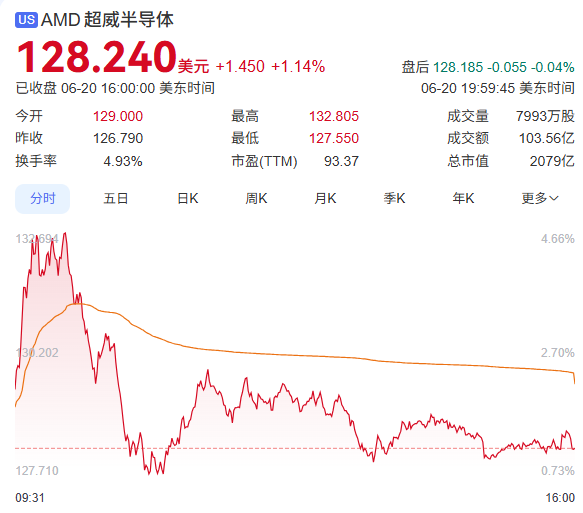 US AMD 超威半导体
128.240美元 +1.450 +1.14% 盘后 128.185 -0.055 -0.04%
已收盘 06-20 16:00:00 美东时间 06-20 19:59:45 美东时间
今开 129.000 最高 132.805 成交量 7993万股
昨收 126.790 最低 127.550 成交额 103.56亿
换手率 4.93% 市盈(TTM) 93.37 总市值 2079亿
分时 五日 日K 周K 月K 季K 年K 更多
132.694 4.66%
130.202 2.70%
127.710 0.73%
09:31 16:00